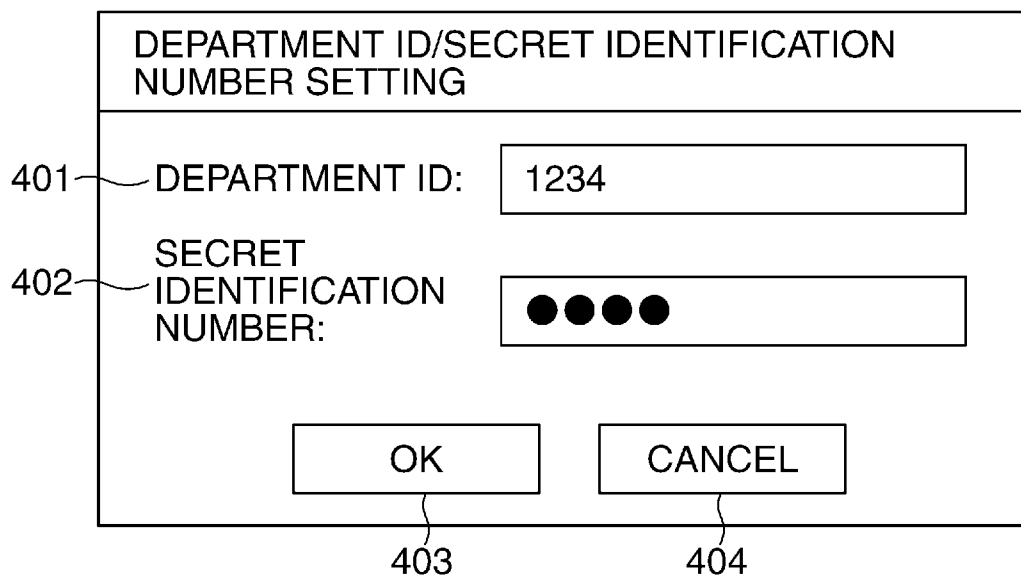 DEPARTMENT ID/SECRET IDENTIFICATION
NUMBER SETTING
401 DEPARTMENT ID: 1234
SECRET
402 IDENTIFICATION
NUMBER: ●●●●
OK CANCEL
403 404